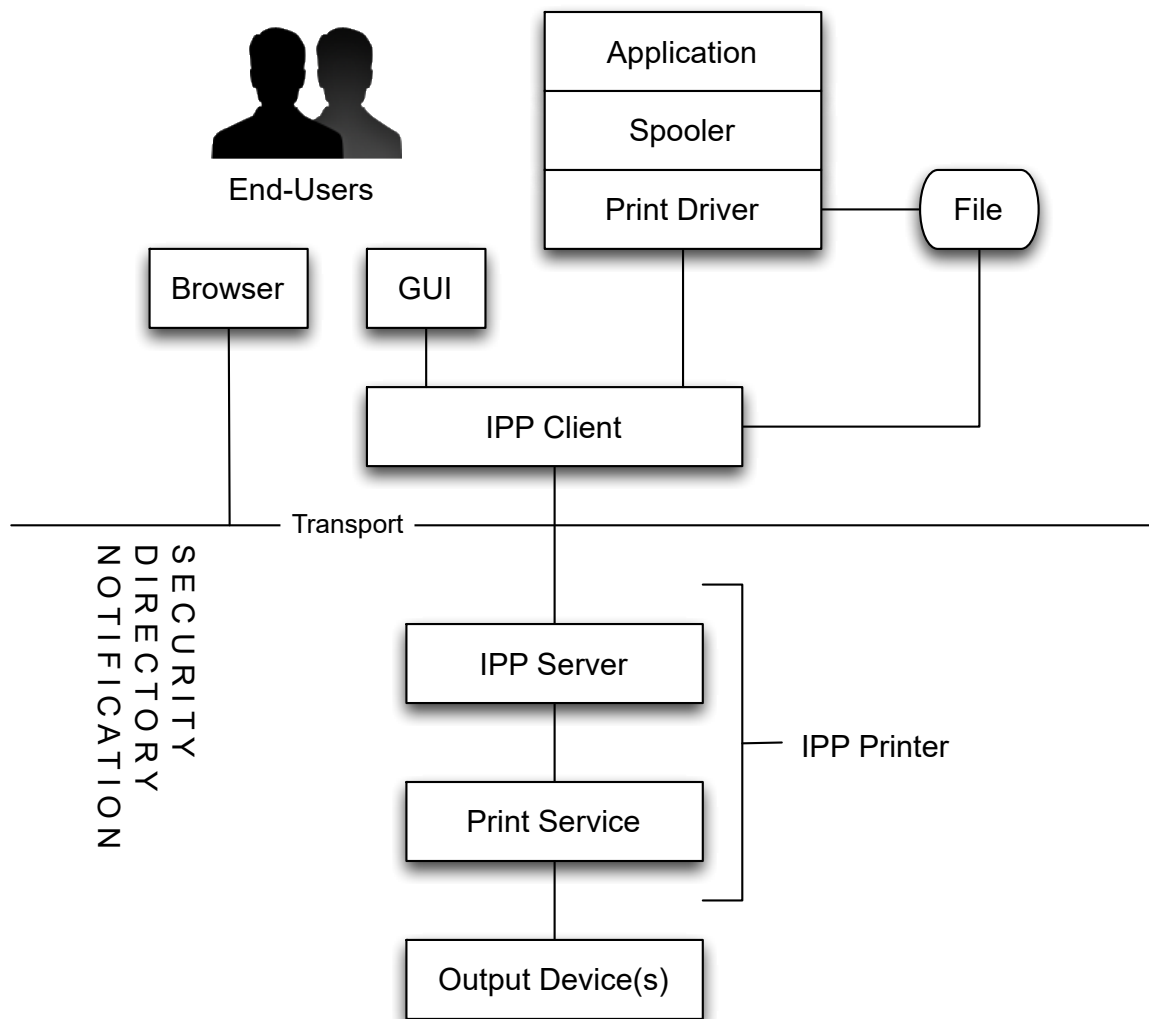 Application
Spooler
End-Users
Print Driver
File
Browser
GUI
IPP Client
Transport
SECURITY
DIRECTORY
NOTIFICATION
IPP Server
IPP Printer
Print Service
Output Device(s)